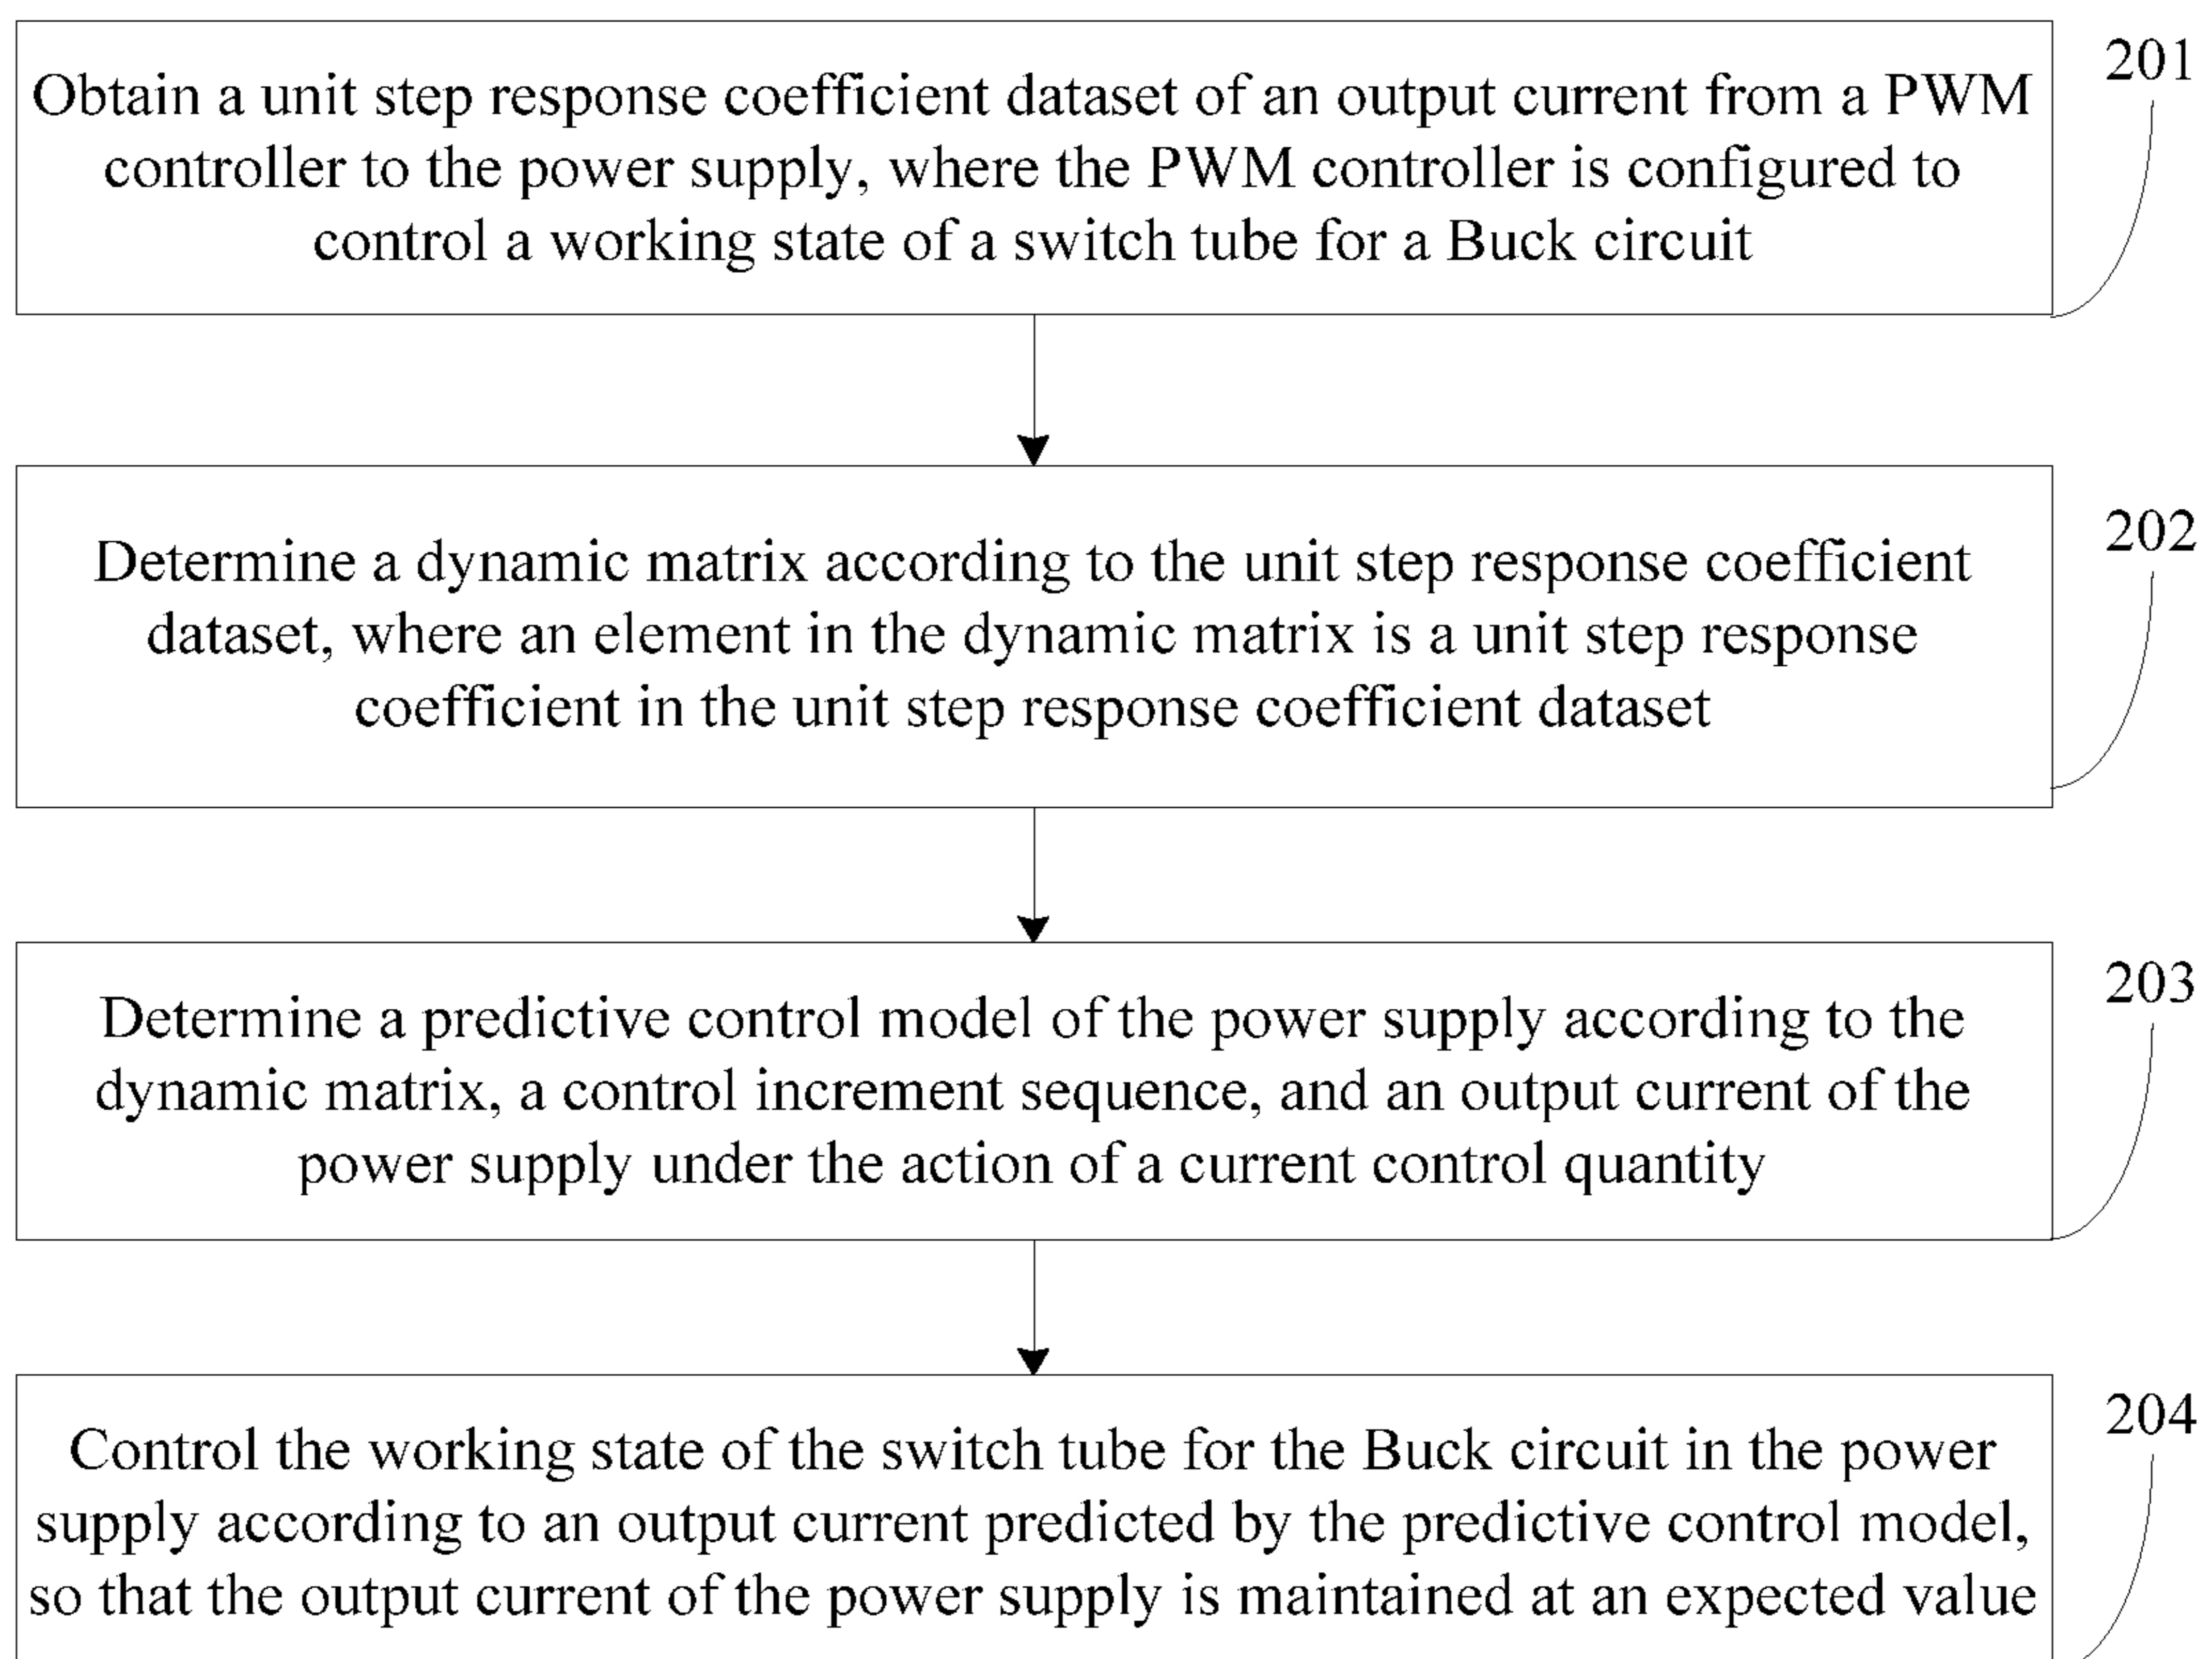 Obtain a unit step response coefficient dataset of an output current from a PWM
controller to the power supply, where the PWM controller is configured to
control a working state of a switch tube for a Buck circuit
201
Determine a dynamic matrix according to the unit step response coefficient
dataset, where an element in the dynamic matrix is a unit step response
coefficient in the unit step response coefficient dataset
202
Determine a predictive control model of the power supply according to the
dynamic matrix, a control increment sequence, and an output current of the
power supply under the action of a current control quantity
203
Control the working state of the switch tube for the Buck circuit in the power
supply according to an output current predicted by the predictive control model,
so that the output current of the power supply is maintained at an expected value
204